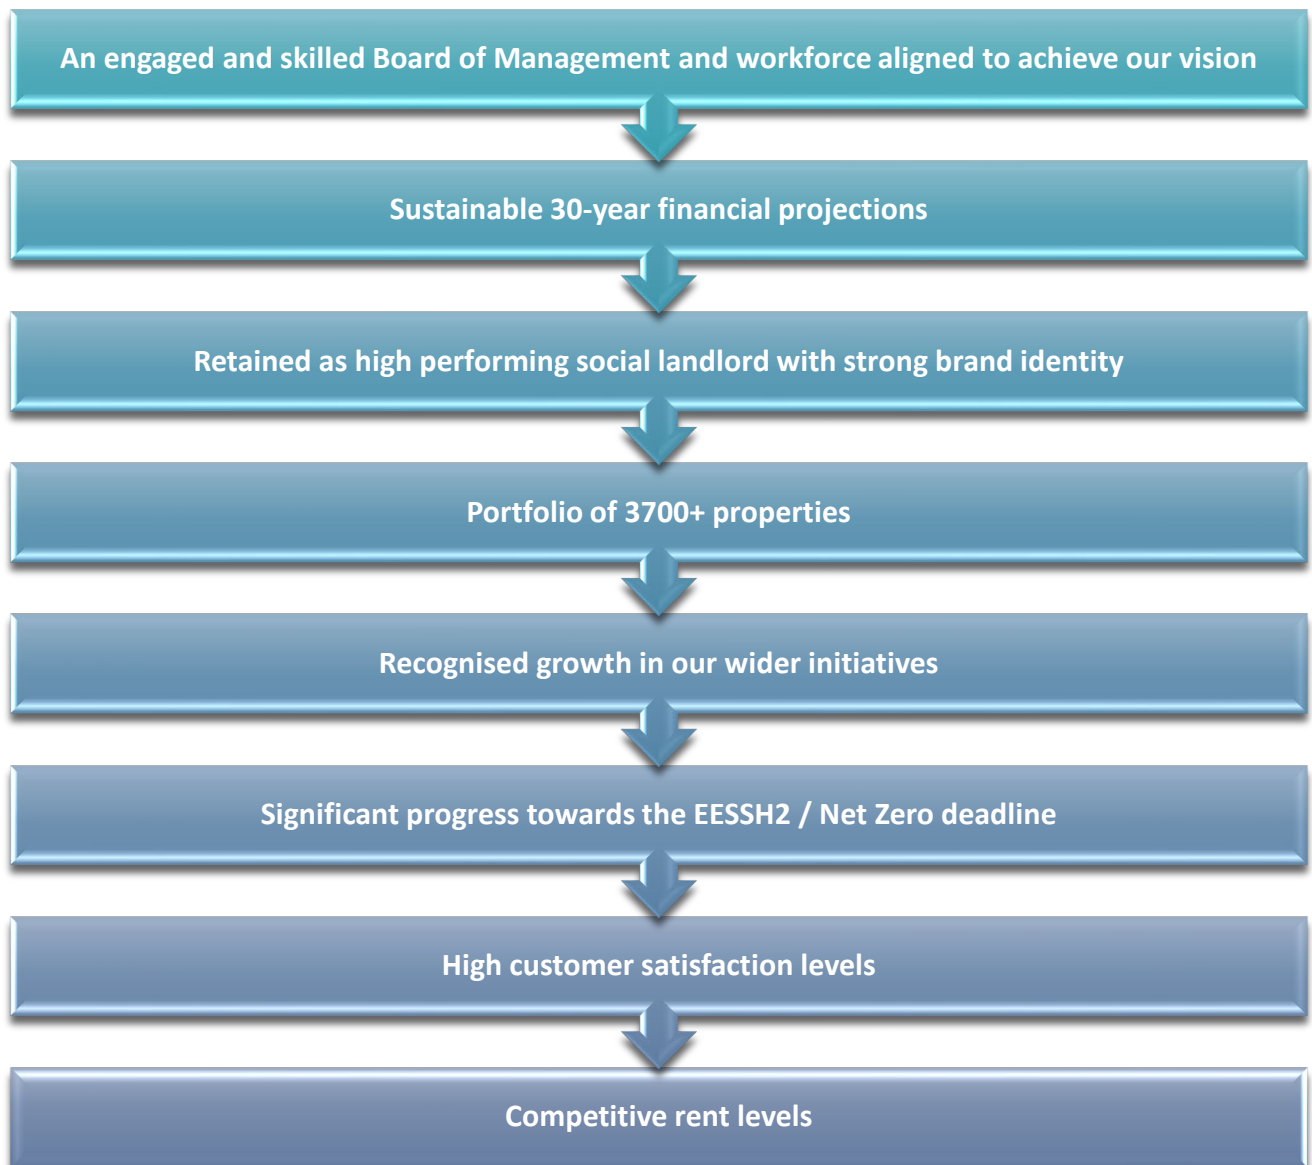 An engaged and skilled Board of Management and workforce aligned to achieve our vision
Sustainable 30-year financial projections
Retained as high performing social landlord with strong brand identity
Portfolio of 3700+ properties
Recognised growth in our wider initiatives
Significant progress towards the EESSH2 / Net Zero deadline
High customer satisfaction levels
Competitive rent levels